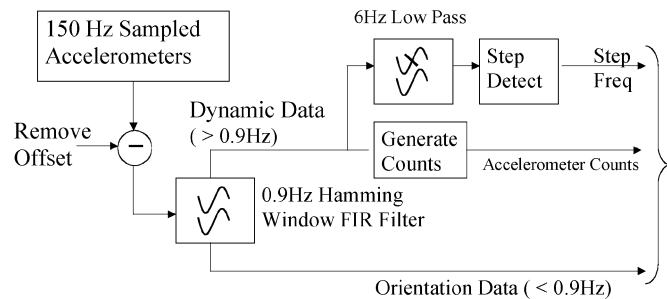 150 Hz Sampled
Accelerometers
6Hz Low Pass
Step
Detect
Step
Freq
Dynamic Data
( > 0.9Hz)
Remove
Offset
Generate
Counts
Accelerometer Counts
0.9Hz Hamming
Window FIR Filter
Orientation Data ( < 0.9Hz)